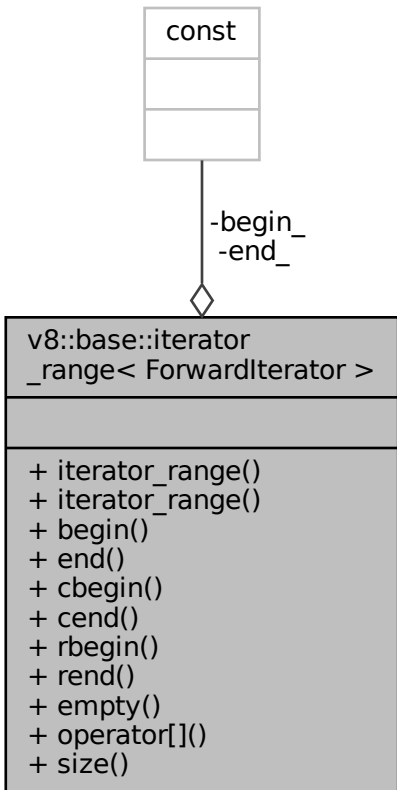 const
-begin_
-end_
v8::base::iterator
_range< ForwardIterator >
+ iterator_range()
+ iterator_range()
+ begin()
+ end()
+ cbegin()
+ cend()
+ rbegin()
+ rend()
+ empty()
+ operator[]()
+ size()